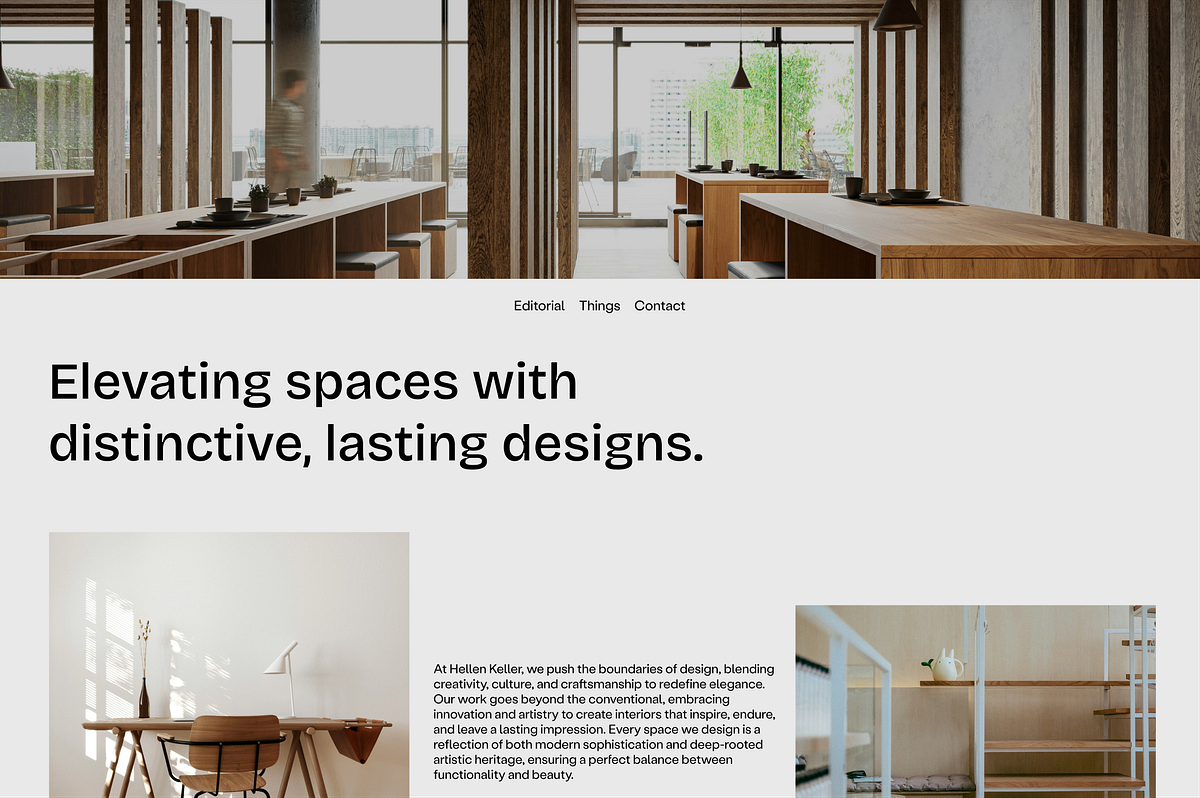 Editorial Things Contact
Elevating spaces with
distinctive, lasting designs.
At Hellen Keller, we push the boundaries of design, blending
creativity, culture, and craftsmanship to redefine elegance.
Our work goes beyond the conventional, embracing
innovation and artistry to create interiors that inspire, endure,
and leave a lasting impression. Every space we design is a
reflection of both modern sophistication and deep-rooted
artistic heritage, ensuring a perfect balance between
functionality and beauty.